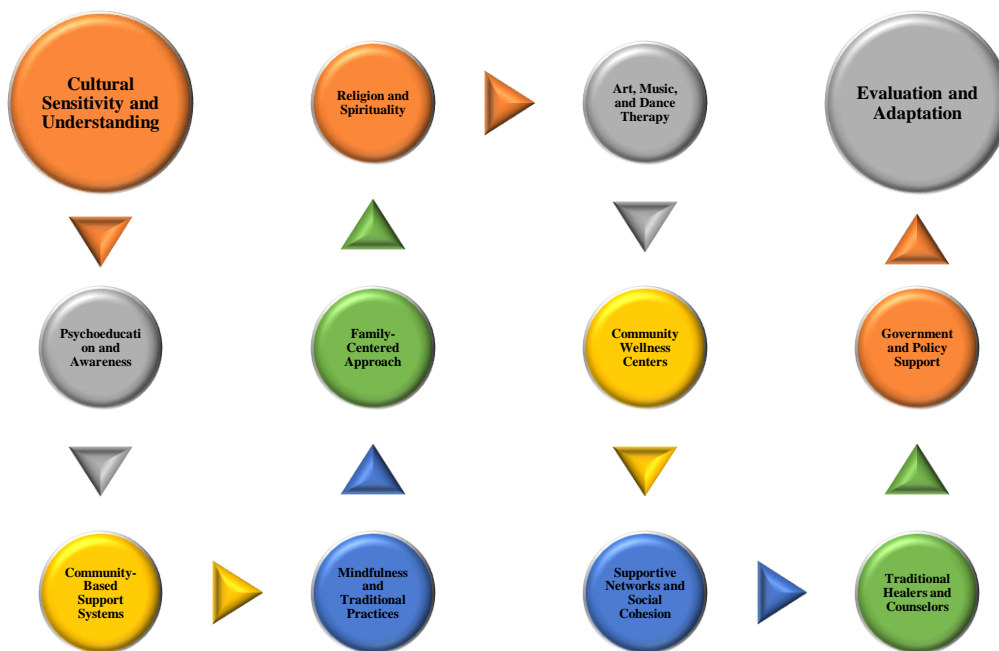 Cultural
Sensitivity and
Understanding
Psychoeducati
on and
Awareness
Community-
Based
Support
Systems
Mindfulness
and
Traditional
Practices
Family-
Centered
Approach
Religion and
Spirituality
Art, Music,
and Dance
Therapy
Community
Wellness
Centers
Supportive
Networks and
Social
Cohesion
Traditional
Healers and
Counselors
Government
and Policy
Support
Evaluation and
Adaptation